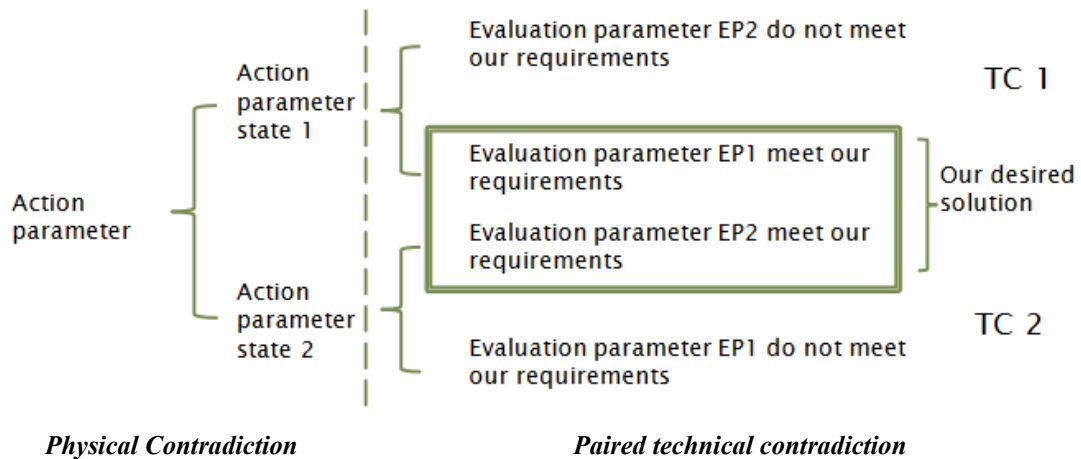 Evaluation parameter EP2 do not meet
our requirements
TC 1
Action
parameter
state 1
Evaluation parameter EP1 meet our
requirements
Our desired
solution
Action
parameter
Evaluation parameter EP2 meet our
requirements
Action
parameter
state 2
TC 2
Evaluation parameter EP1 do not meet
our requirements
Physical Contradiction
Paired technical contradiction